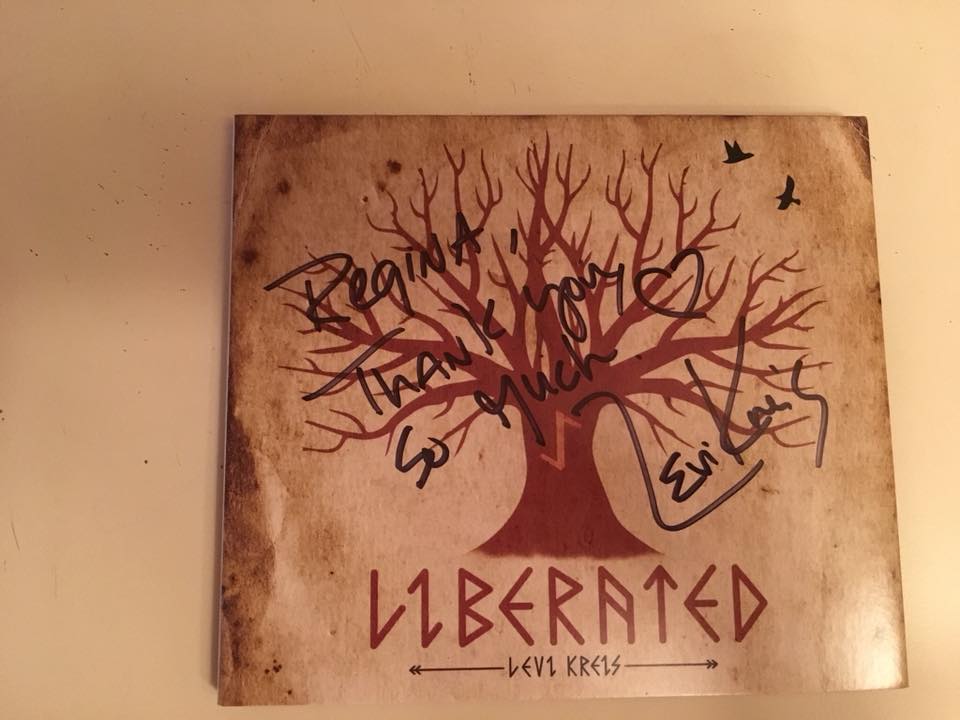 Regina,
Thank you ♡
so much.
Levi Kreis
LIBERATED
LEVI KREIS